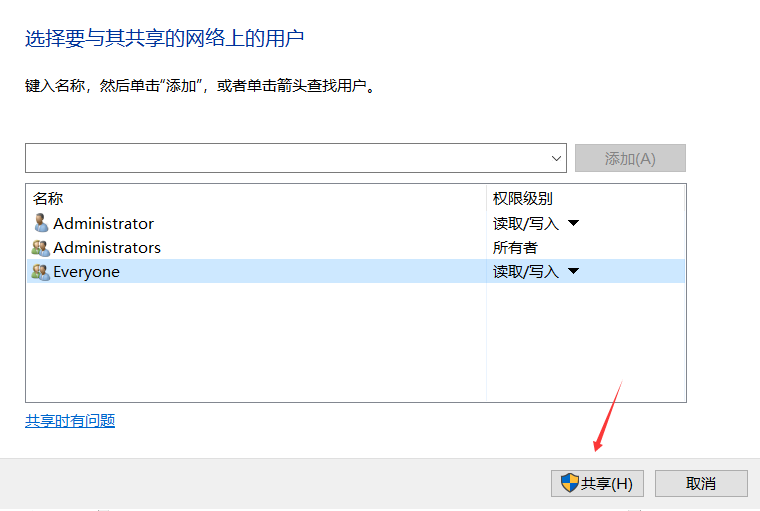 选择要与其共享的网络上的用户
键入名称，然后单击“添加”，或者单击箭头查找用户。
添加(A)
名称 权限级别
Administrator 读取/写入
Administrators 所有者
Everyone 读取/写入
共享时有问题
共享(H) 取消